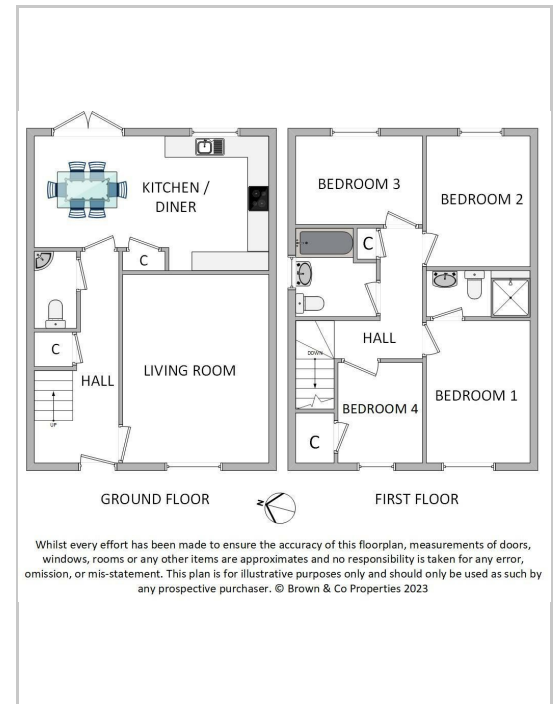 KITCHEN /
DINER
C
C
HALL
UP
LIVING ROOM
GROUND FLOOR
BEDROOM 3
BEDROOM 2
C
HALL
DOWN
BEDROOM 4
BEDROOM 1
C
FIRST FLOOR
N
Whilst every effort has been made to ensure the accuracy of this floorplan, measurements of doors,
windows, rooms or any other items are approximates and no responsibility is taken for any error,
omission, or mis-statement. This plan is for illustrative purposes only and should only be used as such by
any prospective purchaser. © Brown & Co Properties 2023